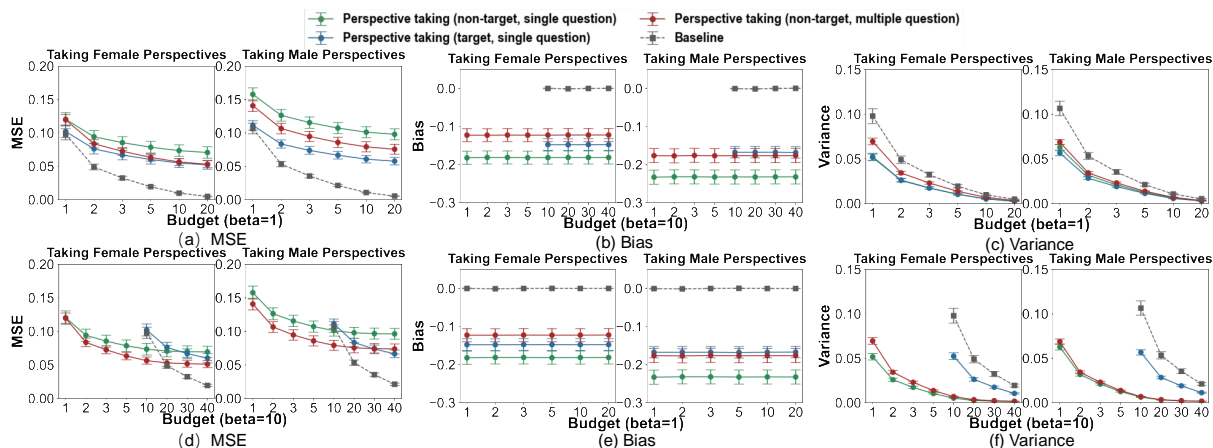 Perspective taking (non-target, single question)
Perspective taking (non-target, multiple question)
Perspective taking (target, single question)
Baseline
Taking Female Perspectives
Taking Male Perspectives
MSE
0.20
0.15
0.10
0.05
0.00
1 2 3 5 10 20
1 2 3 5 10 20
Budget (beta=1)
(a) MSE
Taking Female Perspectives
Taking Male Perspectives
Bias
0.0
−0.1
−0.2
−0.3
1 2 3 5 10 20 30 40
1 2 3 5 10 20 30 40
Budget (beta=10)
(b) Bias
Taking Female Perspectives
Taking Male Perspectives
Variance
0.15
0.10
0.05
0.00
1 2 3 5 10 20
1 2 3 5 10 20
Budget (beta=1)
(c) Variance
Taking Female Perspectives
Taking Male Perspectives
MSE
0.20
0.15
0.10
0.05
0.00
1 2 3 5 10 20 30 40
1 2 3 5 10 20 30 40
Budget (beta=10)
(d) MSE
Taking Female Perspectives
Taking Male Perspectives
Bias
0.0
−0.1
−0.2
−0.3
1 2 3 5 10 20
1 2 3 5 10 20
Budget (beta=1)
(e) Bias
Taking Female Perspectives
Taking Male Perspectives
Variance
0.15
0.10
0.05
0.00
1 2 3 5 10 20 30 40
1 2 3 5 10 20 30 40
Budget (beta=10)
(f) Variance